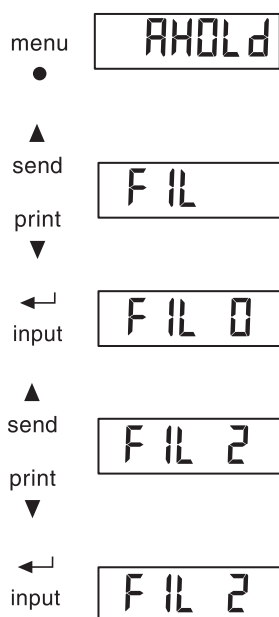 menu
AHOLd
send
FIL
print
input
FIL 0
send
FIL 2
print
input
FIL 2